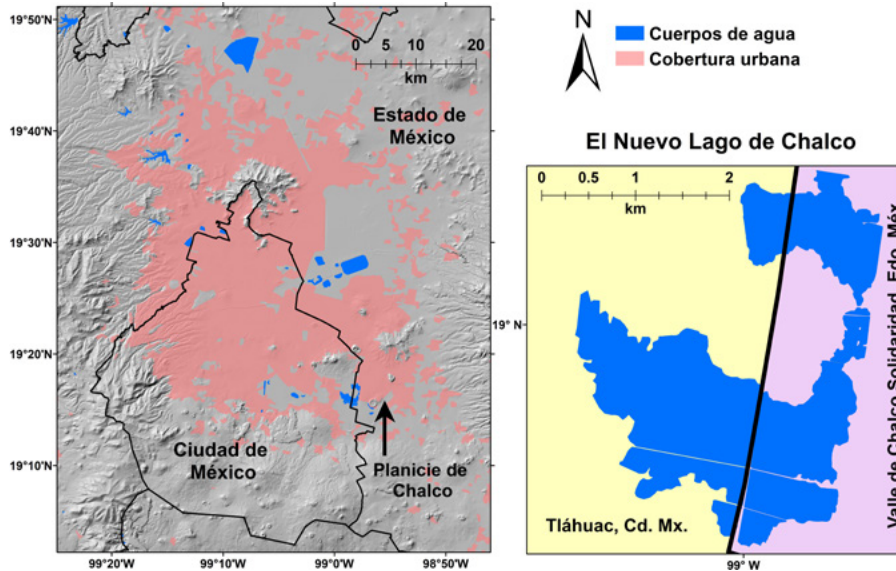 19°50'N
19°40'N
19°30'N
19°20'N
19°10'N
99°20'W
99°10'W
99°00'W
98°50'W
0 5 10 20
km
Estado de
México
Ciudad de
México
Planicie de
Chalco
N
Cuerpos de agua
Cobertura urbana
El Nuevo Lago de Chalco
0 0.5 1 2
km
19° N
Tláhuac, Cd. Mx.
Valle de Chalco Solidaridad, Edo. Méx.
99° W